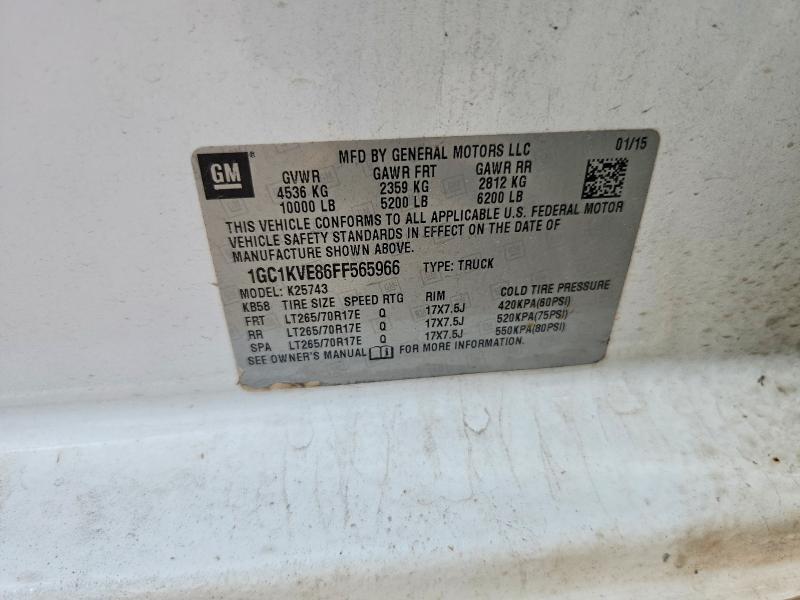 GM®
MFD BY GENERAL MOTORS LLC 01/15
GVWR GAWR FRT GAWR RR
4536 KG 2359 KG 2812 KG
10000 LB 5200 LB 6200 LB
THIS VEHICLE CONFORMS TO ALL APPLICABLE U.S. FEDERAL MOTOR
VEHICLE SAFETY STANDARDS IN EFFECT ON THE DATE OF
MANUFACTURE SHOWN ABOVE.
1GC1KVE86FF565966 TYPE: TRUCK
MODEL: K25743
KB58 TIRE SIZE SPEED RTG RIM COLD TIRE PRESSURE
FRT LT265/70R17E Q 17X7.5J 420KPA(60PSI)
RR LT265/70R17E Q 17X7.5J 520KPA(75PSI)
SPA LT265/70R17E Q 17X7.5J 550KPA(80PSI)
SEE OWNER'S MANUAL FOR MORE INFORMATION.